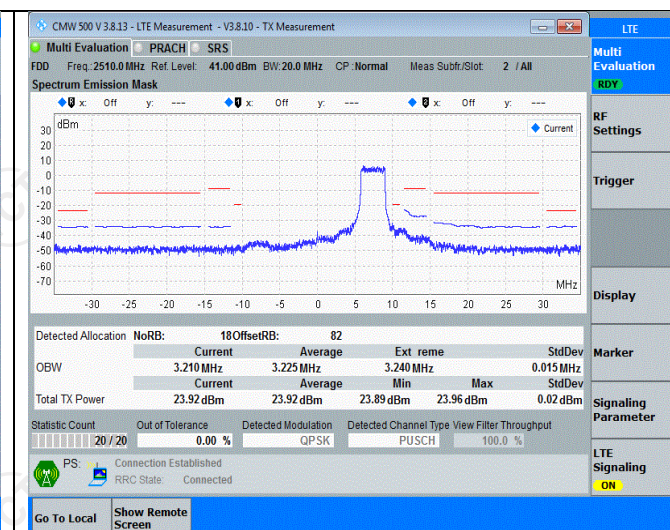 CMW 500 V 3.8.13 - LTE Measurement - V3.8.10 - TX Measurement
LTE
Multi Evaluation PRACH SRS
Multi
Evaluation
RDY
FDD Freq.:2510.0 MHz Ref. Level: 41.00 dBm BW:20.0 MHz CP :Normal Meas Subfr./Slot: 2 / All
Spectrum Emission Mask
x: Off y: --- x: Off y: --- x: Off y: ---
dBm
Current
30
20
10
0
-10
-20
-30
-40
-50
-60
-70
MHz
-30 -25 -20 -15 -10 -5 0 5 10 15 20 25 30
RF
Settings
Trigger
Display
Marker
Signaling
Parameter
LTE
Signaling
ON
Detected Allocation NoRB: 18 OffsetRB: 82
Current Average Ext reme StdDev
OBW 3.210 MHz 3.225 MHz 3.240 MHz 0.015 MHz
Current Average Min Max StdDev
Total TX Power 23.92 dBm 23.92 dBm 23.89 dBm 23.96 dBm 0.02 dBm
Statistic Count Out of Tolerance Detected Modulation Detected Channel Type View Filter Throughput
20 / 20 0.00 % QPSK PUSCH 100.0 %
PS: Connection Established
RRC State: Connected
Go To Local
Show Remote
Screen